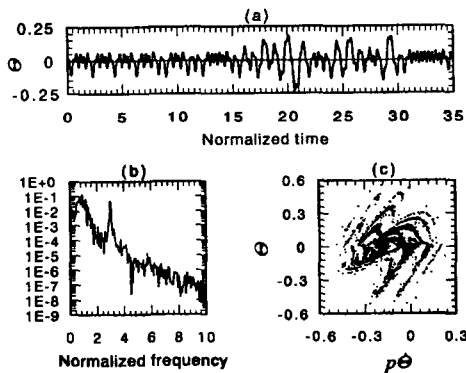 (a)
0.25
0
-0.25
Θ
0 5 10 15 20 25 30 35
Normalized time
(b)
1E+0
1E-1
1E-2
1E-3
1E-4
1E-5
1E-6
1E-7
1E-8
1E-9
0 2 4 6 8 10
Normalized frequency
(c)
0.6
0.3
0
-0.3
-0.6
Θ
-0.6 -0.3 0 0.3
pΘ̇